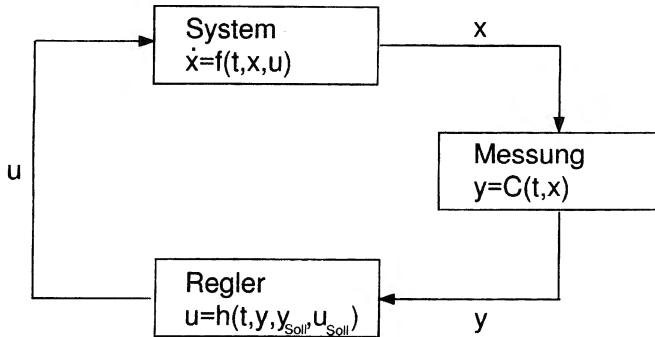 System
ẋ=f(t,x,u)
x
Messung
y=C(t,x)
u
Regler
u=h(t,y,y_Soll,u_Soll)
y